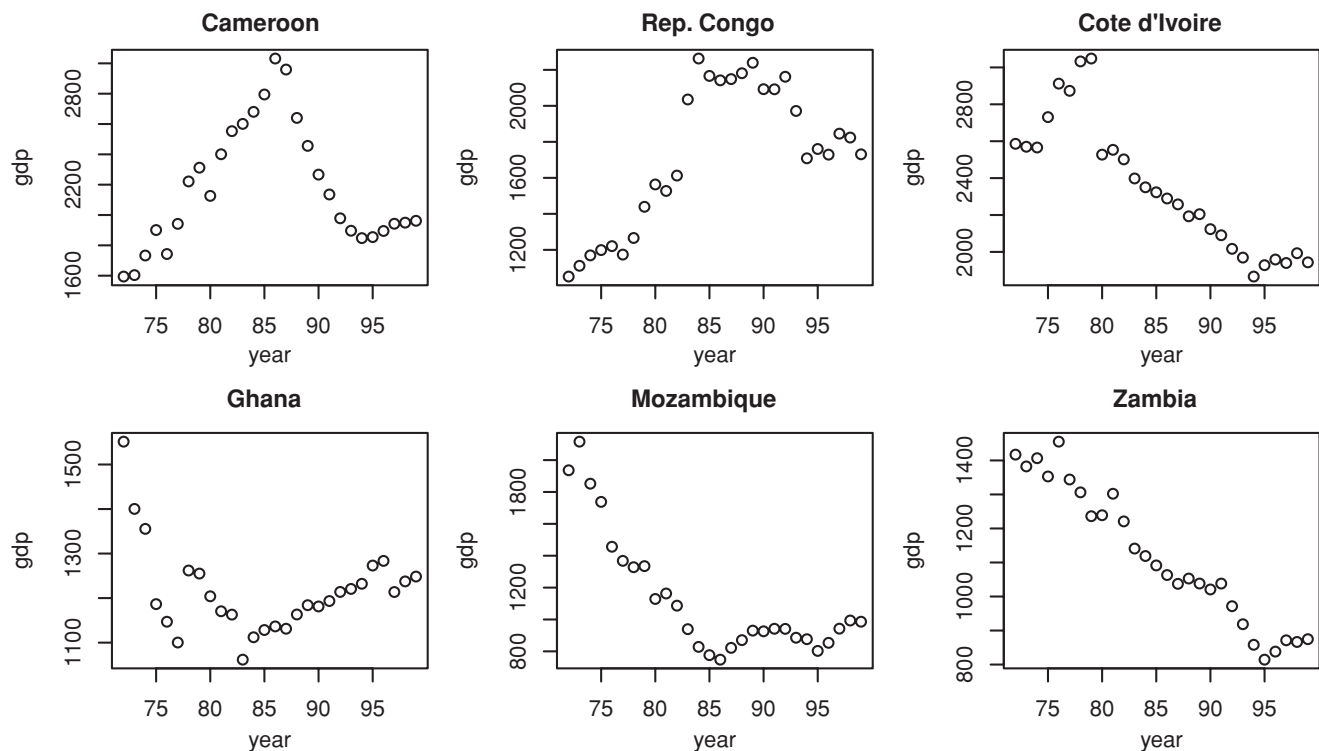 Cameroon
gdp
1600 2200 2800
75 80 85 90 95
year
Rep. Congo
gdp
1200 1600 2000
75 80 85 90 95
year
Cote d'Ivoire
gdp
2000 2400 2800
75 80 85 90 95
year
Ghana
gdp
1100 1300 1500
75 80 85 90 95
year
Mozambique
gdp
800 1200 1800
75 80 85 90 95
year
Zambia
gdp
800 1000 1200 1400
75 80 85 90 95
year